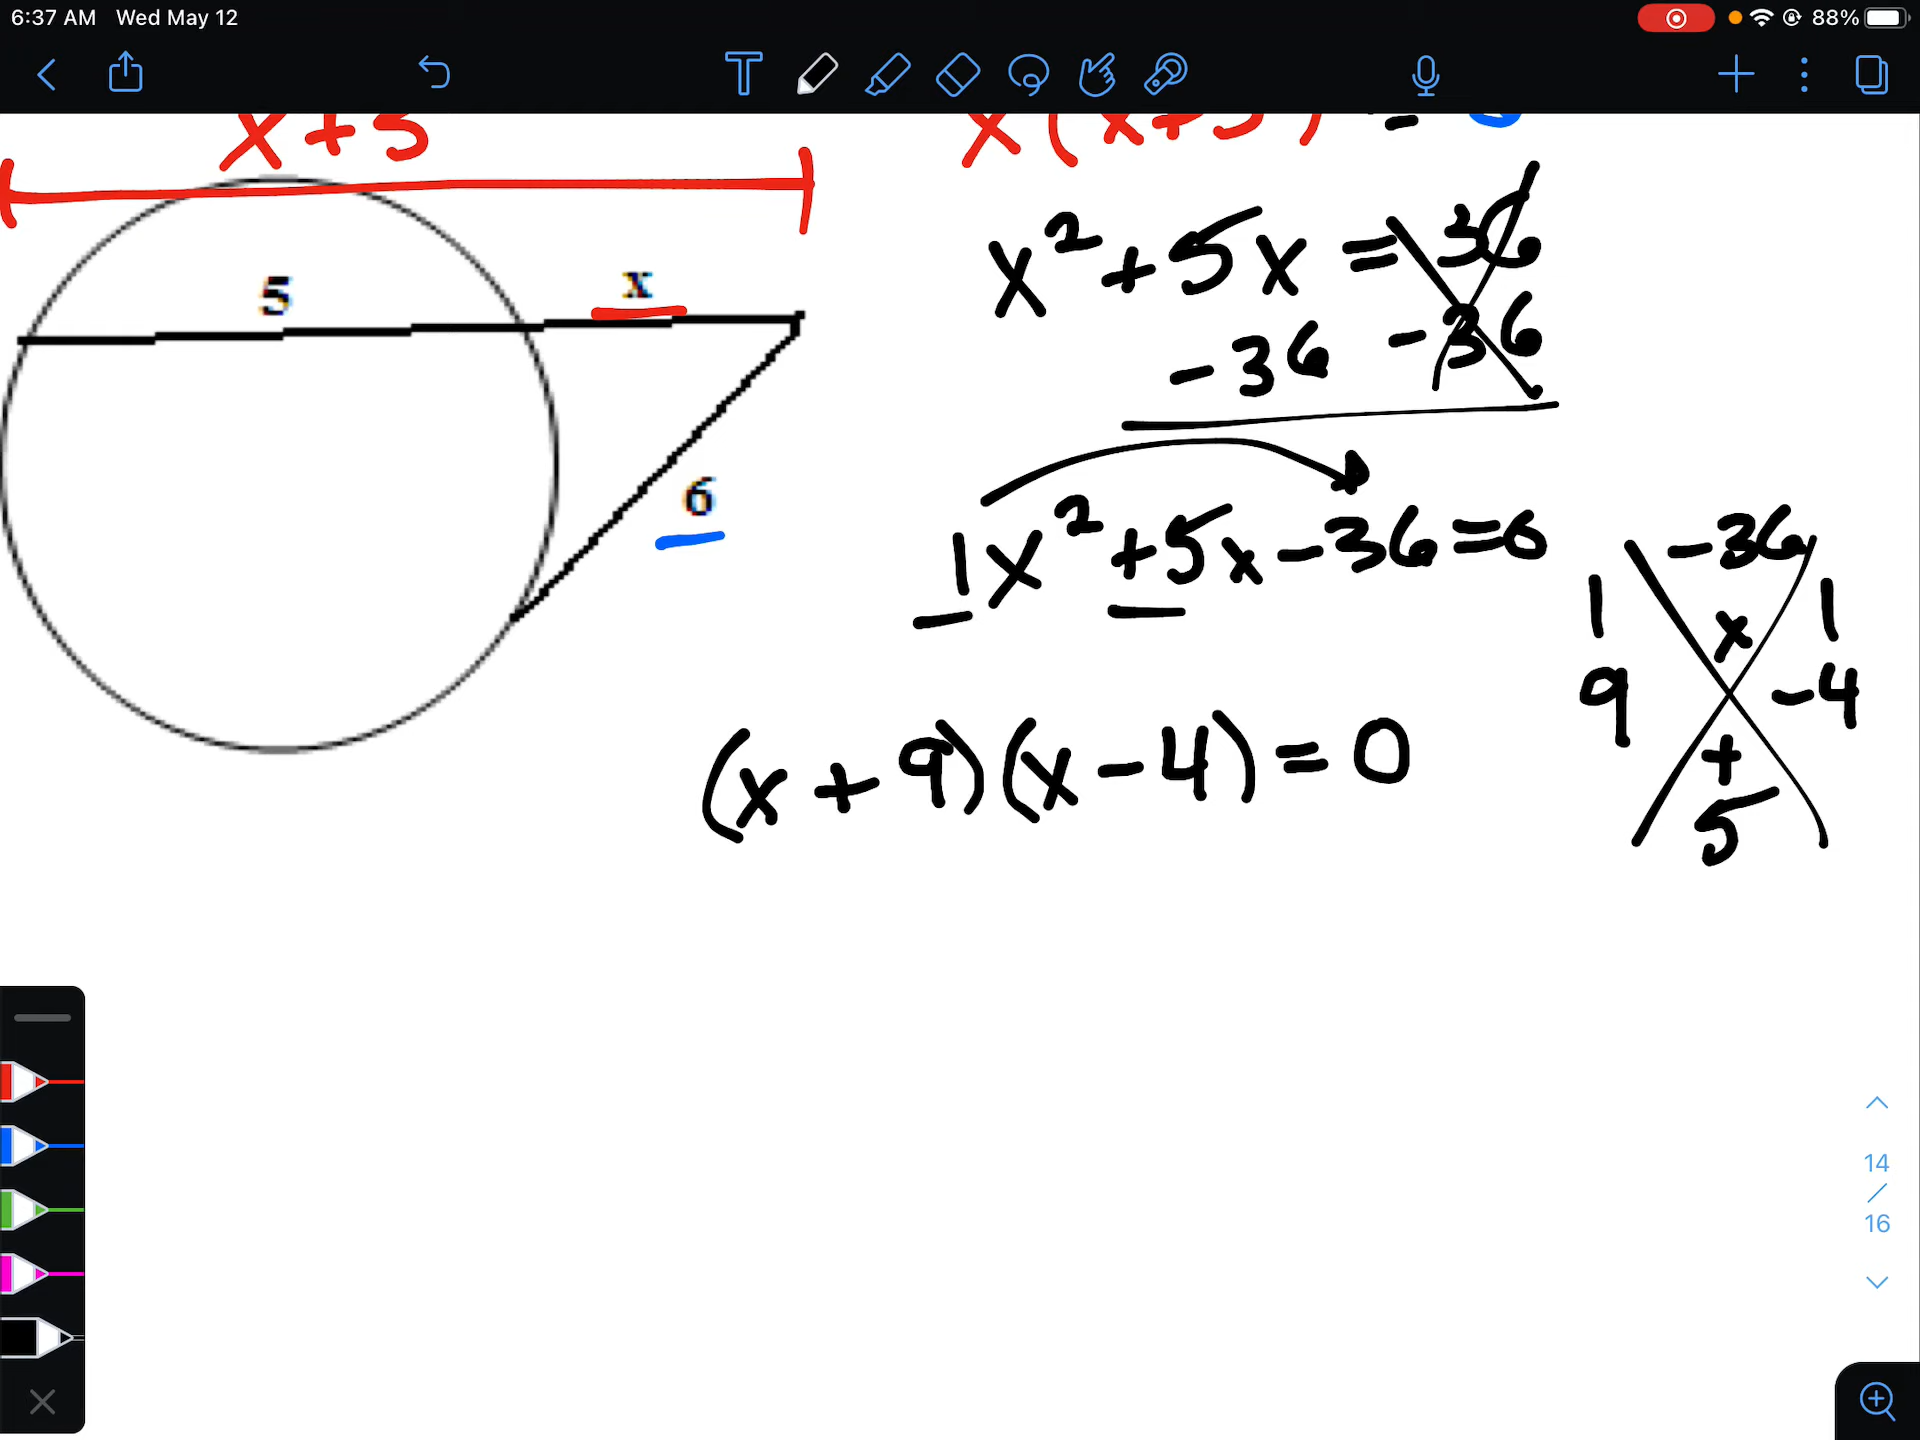 6:37 AM Wed May 12
88%
x + 5
x(x+5) =
5
x
6
x² + 5x = 36
-36 -36
1x² + 5x - 36 = 0
(x + 9)(x - 4) = 0
-36
1 x 1
9 -4
+
5
14
/
16